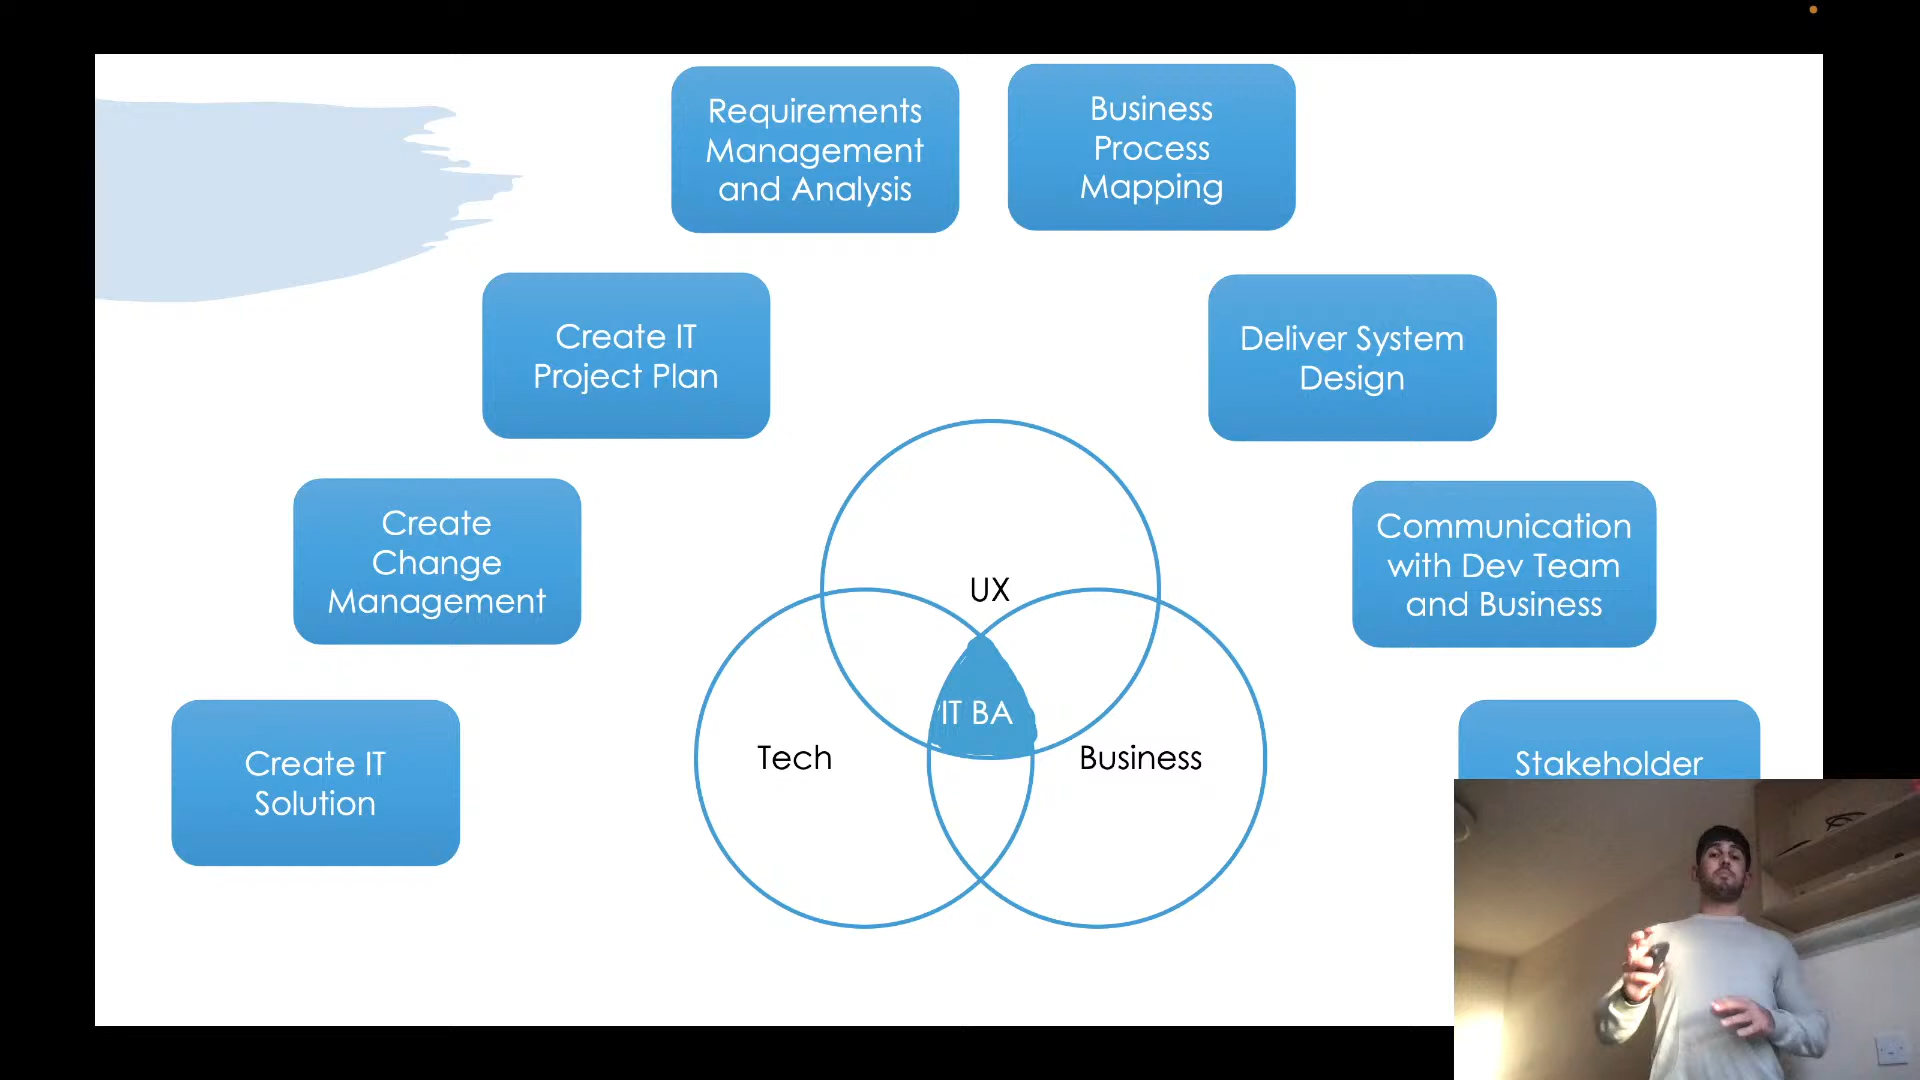 Requirements
Management
and Analysis
Business
Process
Mapping
Create IT
Project Plan
Deliver System
Design
Create
Change
Management
Communication
with Dev Team
and Business
UX
IT BA
Tech
Business
Create IT
Solution
Stakeholder